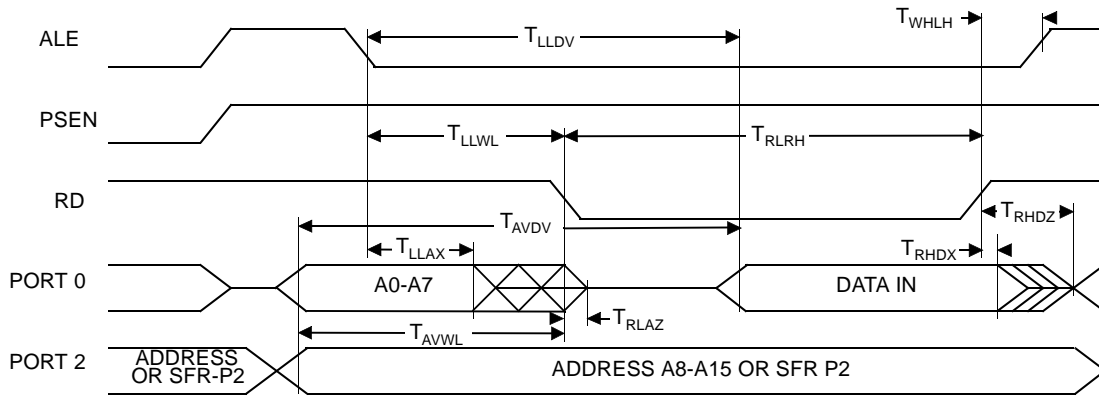 T_WHLH
ALE
T_LLDV
PSEN
T_LLWL
T_RLRH
RD
T_AVDV
T_RHDZ
T_LLAX
T_RHDX
PORT 0
A0-A7
DATA IN
T_RLAZ
T_AVWL
PORT 2
ADDRESS
OR SFR-P2
ADDRESS A8-A15 OR SFR P2